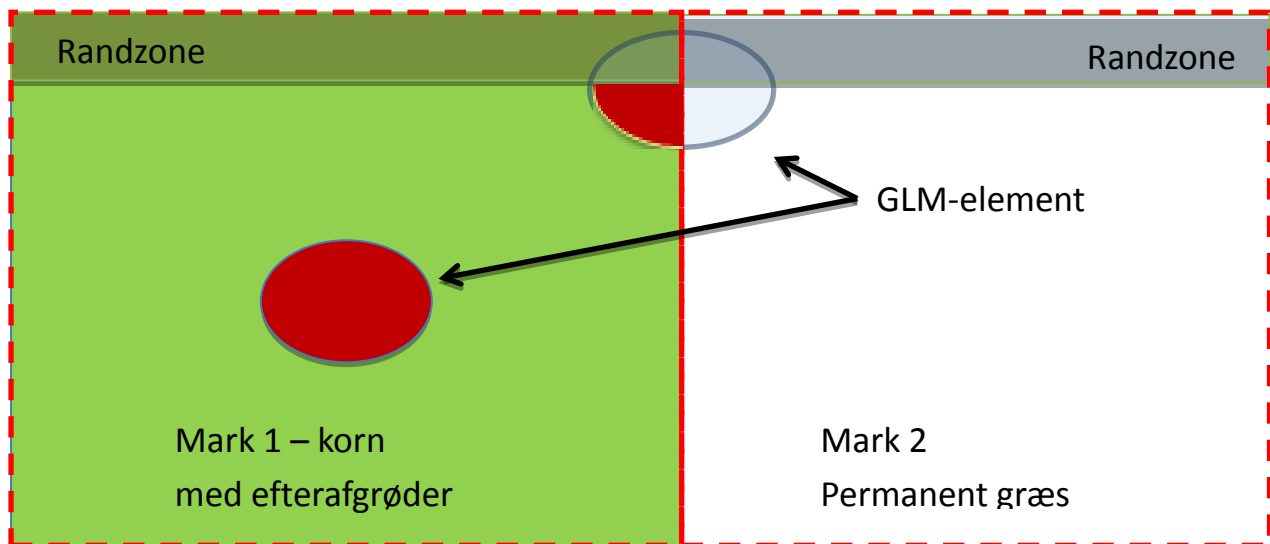 Randzone
Randzone
GLM-element
Mark 1 – korn
med efterafgrøder
Mark 2
Permanent græs